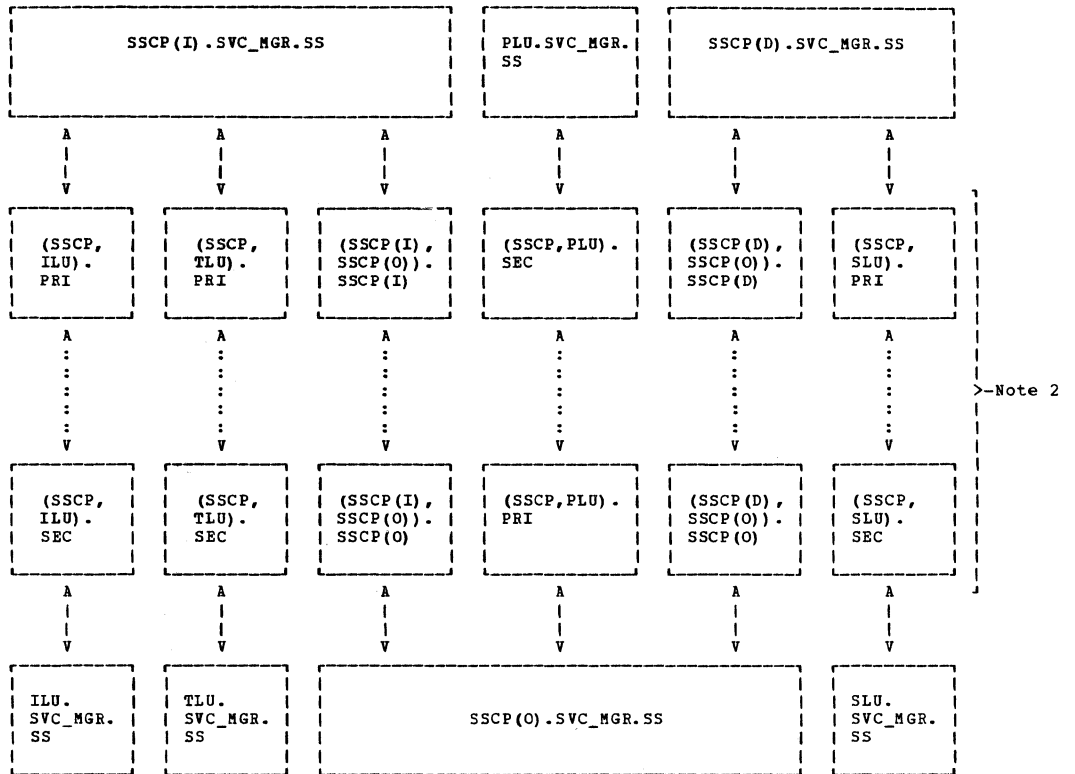 SSCP(I).SVC_MGR.SS
PLU.SVC_MGR.
SS
SSCP(D).SVC_MGR.SS
(SSCP,
ILU).
PRI
(SSCP,
TLU).
PRI
(SSCP(I),
SSCP(O)).
SSCP(I)
(SSCP,PLU).
SEC
(SSCP(D),
SSCP(O)).
SSCP(D)
(SSCP,
SLU).
PRI
>-Note 2
(SSCP,
ILU).
SEC
(SSCP,
TLU).
SEC
(SSCP(I),
SSCP(O)).
SSCP(O)
(SSCP,PLU).
PRI
(SSCP(D),
SSCP(O)).
SSCP(O)
(SSCP,
SLU).
SEC
ILU.
SVC_MGR.
SS
TLU.
SVC_MGR.
SS
SSCP(O).SVC_MGR.SS
SLU.
SVC_MGR.
SS